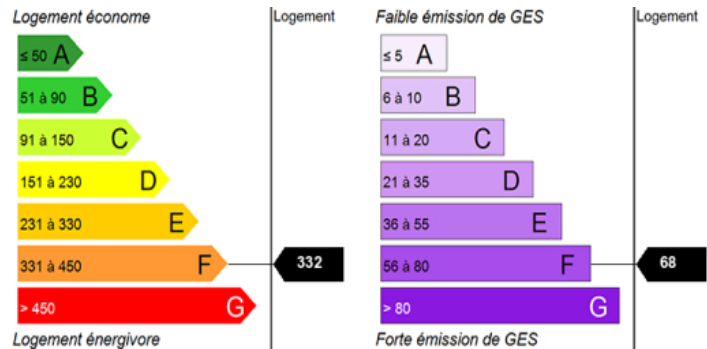 Logement économe
Logement
≤ 50 A
51 à 90 B
91 à 150 C
151 à 230 D
231 à 330 E
331 à 450 F
332
> 450 G
Logement énergivore
Faible émission de GES
Logement
≤ 5 A
6 à 10 B
11 à 20 C
21 à 35 D
36 à 55 E
56 à 80 F
68
> 80 G
Forte émission de GES